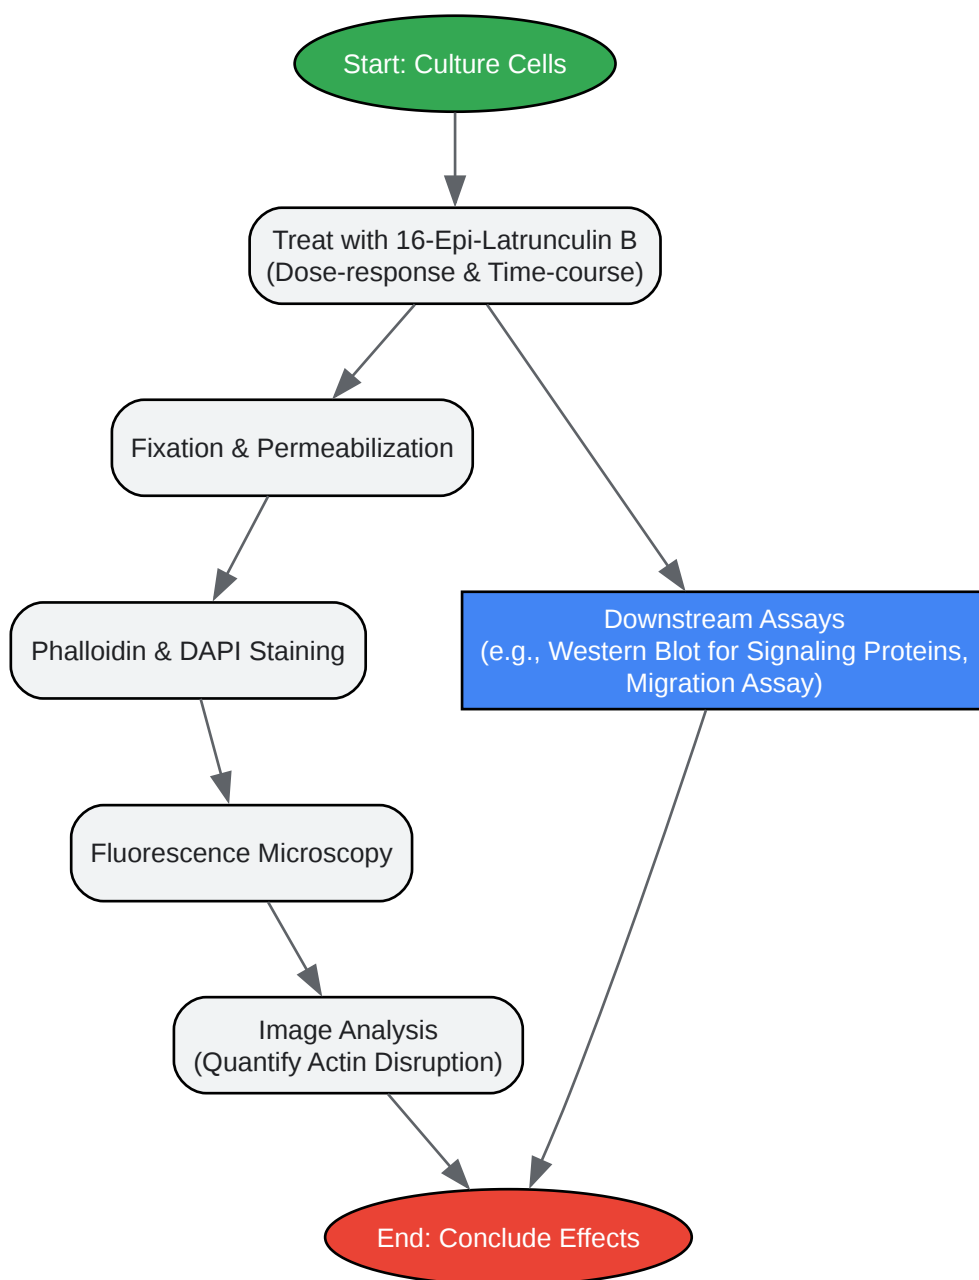 Start: Culture Cells
Treat with 16-Epi-Latrunculin B
(Dose-response & Time-course)
Fixation & Permeabilization
Phalloidin & DAPI Staining
Downstream Assays
(e.g., Western Blot for Signaling Proteins,
Migration Assay)
Fluorescence Microscopy
Image Analysis
(Quantify Actin Disruption)
End: Conclude Effects